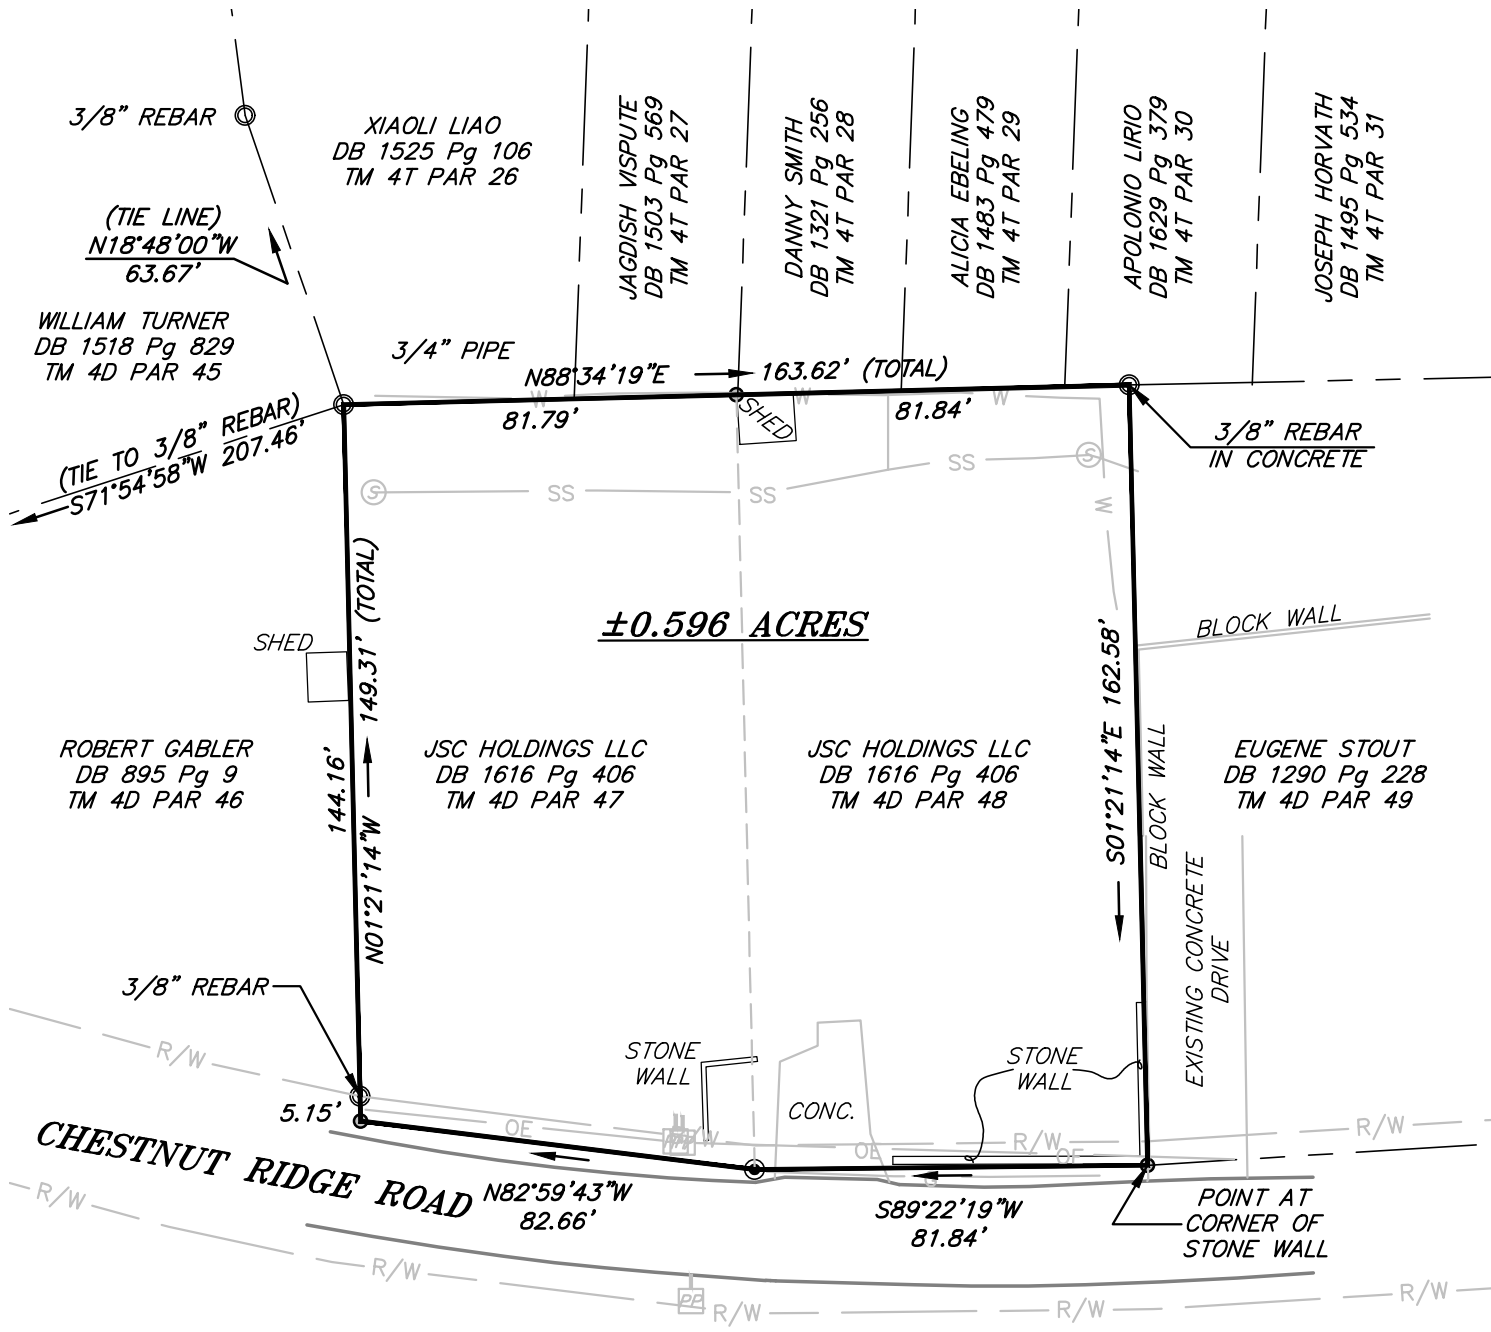 3/8" REBAR
XIAOLI LIAO
DB 1525 Pg 106
TM 4T PAR 26
JAGDISH VISPUTE
DB 1503 Pg 569
TM 4T PAR 27
DANNY SMITH
DB 1321 Pg 256
TM 4T PAR 28
ALICIA EBELING
DB 1483 Pg 479
TM 4T PAR 29
APOLONIO LIRIO
DB 1629 Pg 379
TM 4T PAR 30
JOSEPH HORVATH
DB 1495 Pg 534
TM 4T PAR 31
(TIE LINE)
N18°48'00"W
63.67'
WILLIAM TURNER
DB 1518 Pg 829
TM 4D PAR 45
3/4" PIPE
N88°34'19"E
163.62' (TOTAL)
W
W
W
81.79'
81.84'
SHED
(TIE TO 3/8" REBAR)
S71°54'58"W 207.46'
3/8" REBAR
IN CONCRETE
S
SS
SS
SS
S
W
±0.596 ACRES
N01°21'14"W
149.31' (TOTAL)
144.16'
SHED
S01°21'14"E 162.58'
BLOCK WALL
BLOCK WALL
ROBERT GABLER
DB 895 Pg 9
TM 4D PAR 46
JSC HOLDINGS LLC
DB 1616 Pg 406
TM 4D PAR 47
JSC HOLDINGS LLC
DB 1616 Pg 406
TM 4D PAR 48
EUGENE STOUT
DB 1290 Pg 228
TM 4D PAR 49
EXISTING CONCRETE
DRIVE
3/8" REBAR
R/W
STONE
WALL
STONE
WALL
CONC.
5.15'
OE
PP
R/W
OE
R/W
OE
R/W
G
CHESTNUT RIDGE ROAD
N82°59'43"W
82.66'
S89°22'19"W
81.84'
POINT AT
CORNER OF
STONE WALL
R/W
R/W
PP
R/W
R/W
R/W